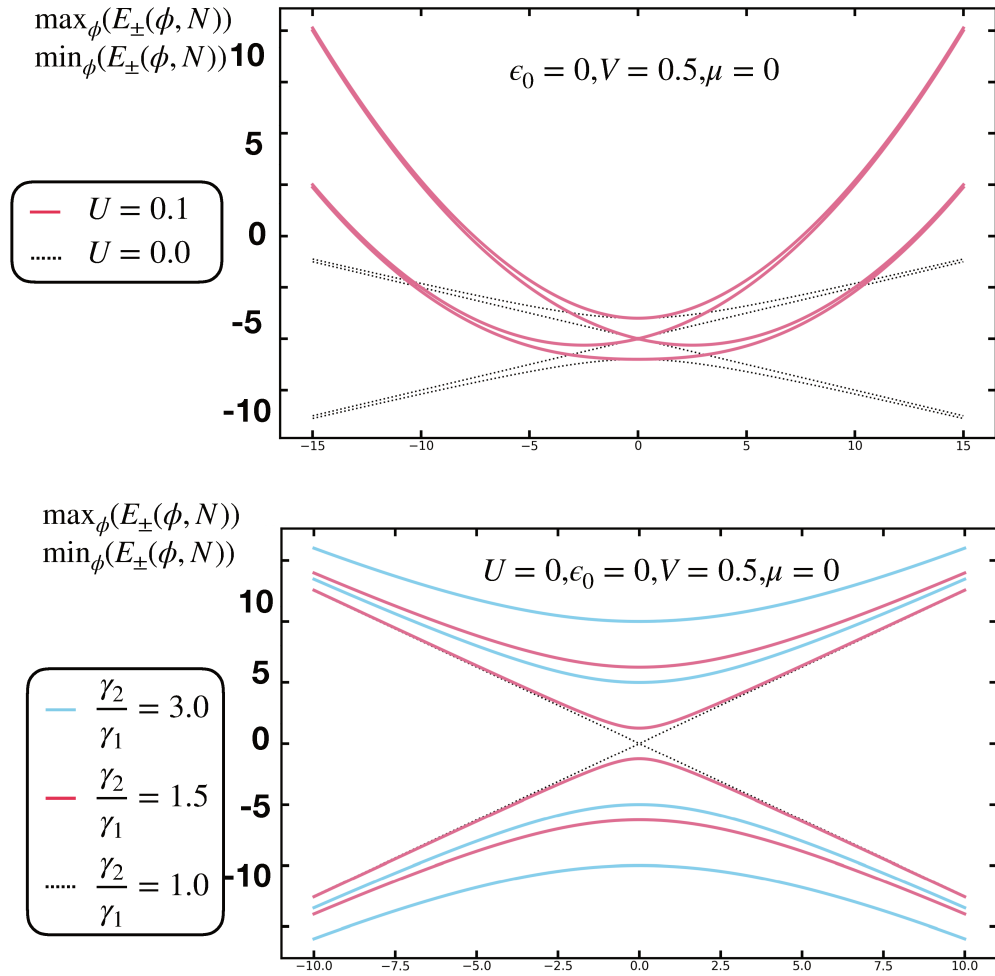 max_ϕ(E_±(ϕ, N))
min_ϕ(E_±(ϕ, N))
10
5
0
-5
-10
ϵ_0 = 0,V = 0.5,μ = 0
U = 0.1
U = 0.0
−15 −10 −5 0 5 10 15
max_ϕ(E_±(ϕ, N))
min_ϕ(E_±(ϕ, N))
10
5
0
-5
-10
U = 0,ϵ_0 = 0,V = 0.5,μ = 0
γ_2/γ_1 = 3.0
γ_2/γ_1 = 1.5
γ_2/γ_1 = 1.0
−10.0 −7.5 −5.0 −2.5 0.0 2.5 5.0 7.5 10.0